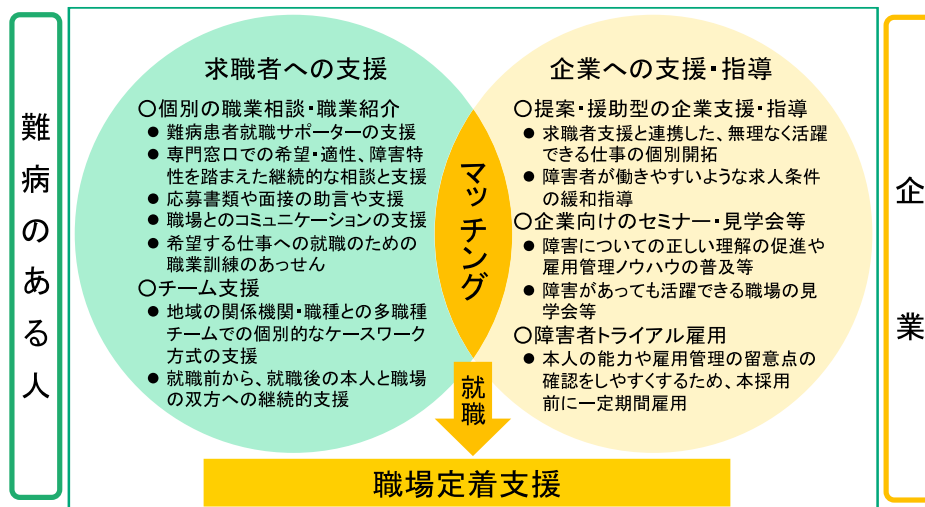 難病のある人
求職者への支援
○個別の職業相談・職業紹介
● 難病患者就職サポーターの支援
● 専門窓口での希望・適性、障害特
性を踏まえた継続的な相談と支援
● 応募書類や面接の助言や支援
● 職場とのコミュニケーションの支援
● 希望する仕事への就職のための
職業訓練のあっせん
○チーム支援
● 地域の関係機関・職種との多職種
チームでの個別的なケースワーク
方式の支援
● 就職前から、就職後の本人と職場
の双方への継続的支援
マッチング
企業への支援・指導
○提案・援助型の企業支援・指導
● 求職者支援と連携した、無理なく活躍
できる仕事の個別開拓
● 障害者が働きやすいような求人条件
の緩和指導
○企業向けのセミナー・見学会等
● 障害についての正しい理解の促進や
雇用管理ノウハウの普及等
● 障害があっても活躍できる職場の見
学会等
○障害者トライアル雇用
● 本人の能力や雇用管理の留意点の
確認をしやすくするため、本採用
前に一定期間雇用
企業
就職
職場定着支援